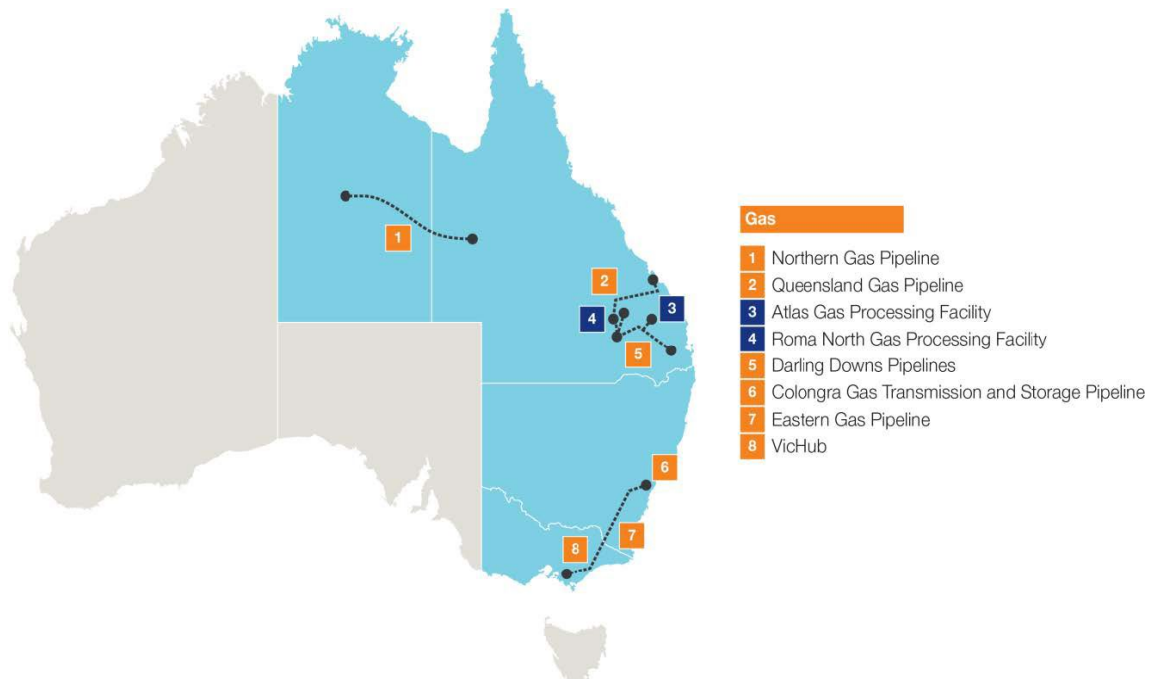 1
2
3
4
5
6
7
8
Gas
1 Northern Gas Pipeline
2 Queensland Gas Pipeline
3 Atlas Gas Processing Facility
4 Roma North Gas Processing Facility
5 Darling Downs Pipelines
6 Colongra Gas Transmission and Storage Pipeline
7 Eastern Gas Pipeline
8 VicHub